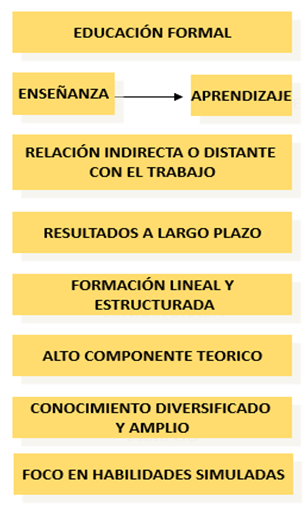 EDUCACIÓN FORMAL
ENSEÑANZA
APRENDIZAJE
RELACIÓN INDIRECTA O DISTANTE
CON EL TRABAJO
RESULTADOS A LARGO PLAZO
FORMACIÓN LINEAL Y
ESTRUCTURADA
ALTO COMPONENTE TEORICO
CONOCIMIENTO DIVERSIFICADO
Y AMPLIO
FOCO EN HABILIDADES SIMULADAS